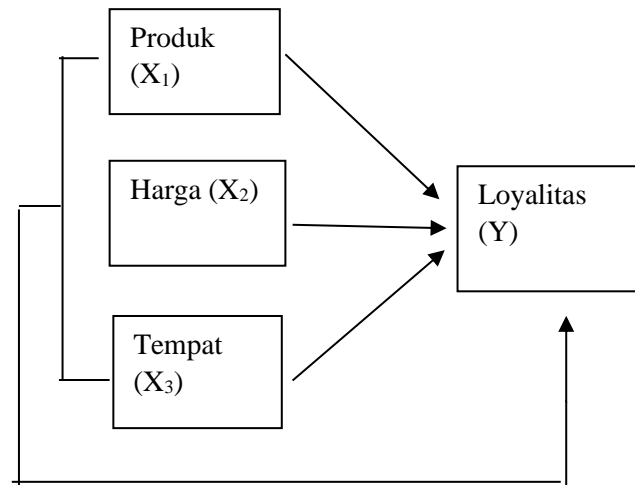 Produk
(X₁)
Harga (X₂)
Loyalitas
(Y)
Tempat
(X₃)